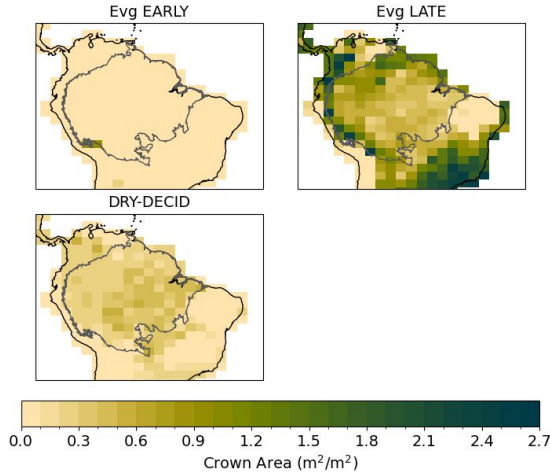 Evg EARLY
Evg LATE
DRY-DECID
0.0 0.3 0.6 0.9 1.2 1.5 1.8 2.1 2.4 2.7
Crown Area (m²/m²)